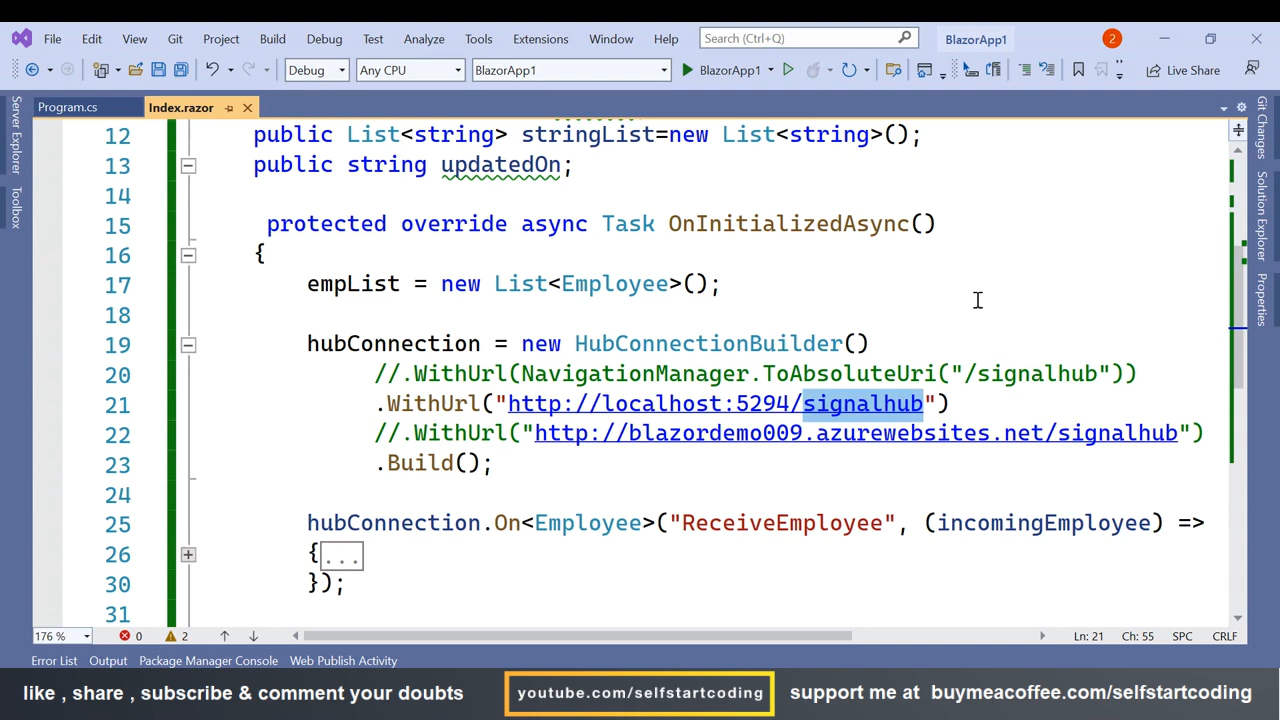 File Edit View Git Project Build Debug Test Analyze Tools Extensions Window Help Search (Ctrl+Q) BlazorApp1 2
Debug Any CPU BlazorApp1 BlazorApp1 Live Share
Server Explorer
Toolbox
Program.cs Index.razor
12 public List<string> stringList=new List<string>();
13 public string updatedOn;
14
15 protected override async Task OnInitializedAsync()
16 {
17 empList = new List<Employee>();
18
19 hubConnection = new HubConnectionBuilder()
20 //.WithUrl(NavigationManager.ToAbsoluteUri("/signalhub"))
21 .WithUrl("http://localhost:5294/signalhub")
22 //.WithUrl("http://blazordemo009.azurewebsites.net/signalhub")
23 .Build();
24
25 hubConnection.On<Employee>("ReceiveEmployee", (incomingEmployee) =>
26 {...
30 });
31
Git Changes
Solution Explorer
Properties
176 % 0 2 Ln: 21 Ch: 55 SPC CRLF
Error List Output Package Manager Console Web Publish Activity
like , share , subscribe & comment your doubts
youtube.com/selfstartcoding
support me at buymeacoffee.com/selfstartcoding